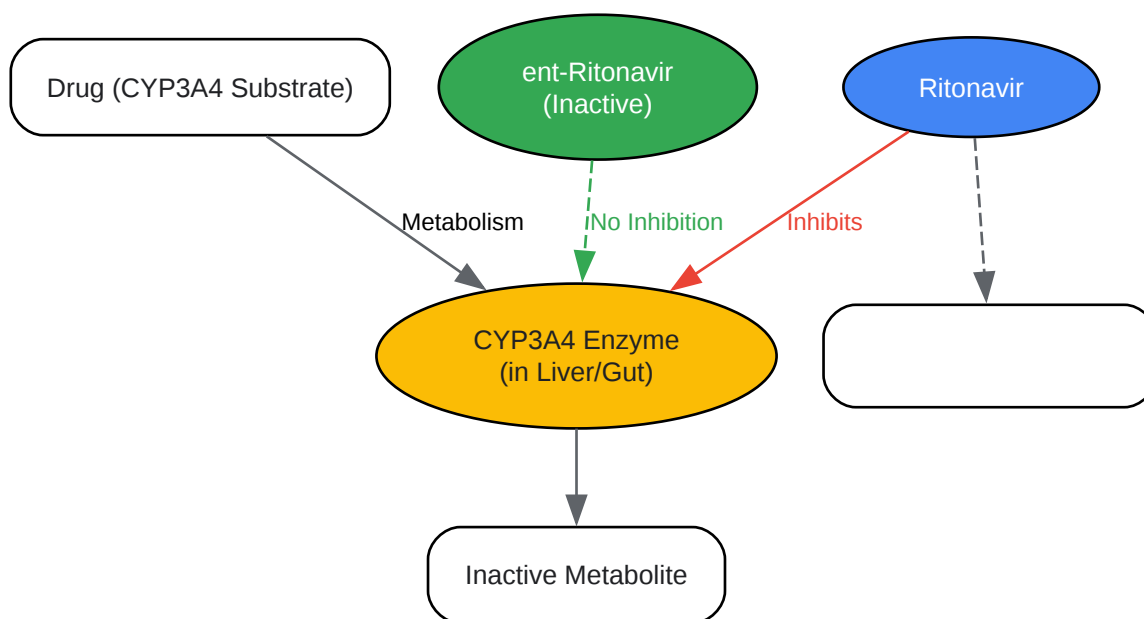 Drug (CYP3A4 Substrate)
ent-Ritonavir
(Inactive)
Ritonavir
Metabolism
No Inhibition
Inhibits
CYP3A4 Enzyme
(in Liver/Gut)
Inactive Metabolite